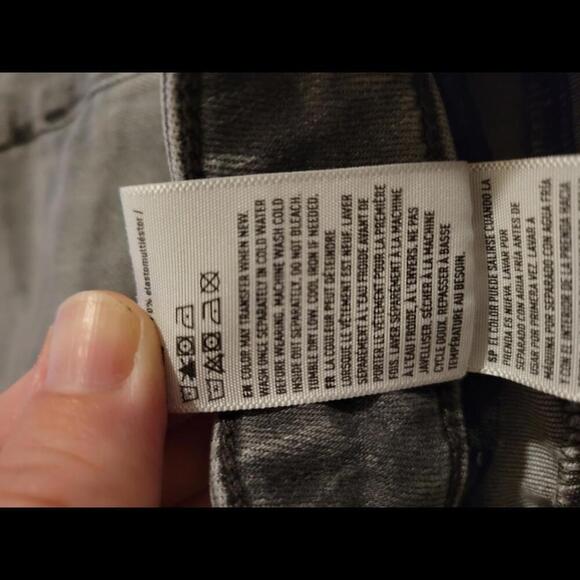 0% elastomultiéster /
EN COLOR MAY TRANSFER WHEN NEW.
WASH ONCE SEPARATELY IN COLD WATER
BEFORE WEARING, MACHINE WASH COLD
INSIDE OUT SEPARATELY, DO NOT BLEACH.
TUMBLE DRY LOW. COOL IRON IF NEEDED.
FR LA COULEUR PEUT DÉTEINDRE
LORSQUE LE VÊTEMENT EST NEUF. LAVER
SÉPARÉMENT À L'EAU FROIDE AVANT DE
PORTER LE VÊTEMENT POUR LA PREMIÈRE
FOIS. LAVER SÉPARÉMENT À LA MACHINE
À L'EAU FROIDE, À L'ENVERS. NE PAS
JAVELLISER, SÉCHER À LA MACHINE
CYCLE DOUX. REPASSER À BASSE
TEMPÉRATURE AU BESOIN.
SP EL COLOR PUEDE SALIRSE CUANDO LA
PRENDA ES NUEVA. LAVAR POR
SEPARADO CON AGUA FRÍA ANTES DE
USAR POR PRIMERA VEZ. LAVAR A
MÁQUINA POR SEPARADO CON AGUA FRÍA
Y CON EL INTERIOR DE LA PRENDA HACIA